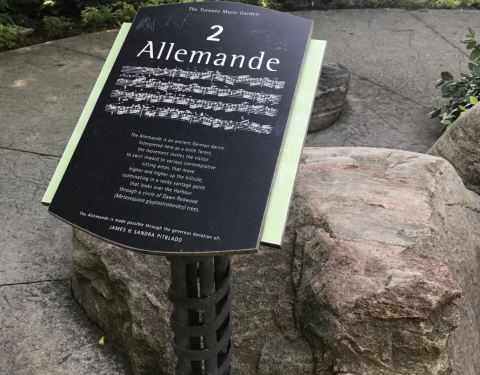 The Toronto Music Garden
2
Allemande
The Allemande is an ancient German dance.
Interpreted here as a birch forest,
the movement invites the visitor
to swirl inward to various contemplative
sitting areas, that move
higher and higher up the hillside,
culminating in a rocky vantage point
that looks over the Harbour
through a circle of Dawn Redwood
(Metasequoia glyptostroboides) trees.
The Allemande is made possible through the generous donation of:
JAMES & SANDRA PITBLADO